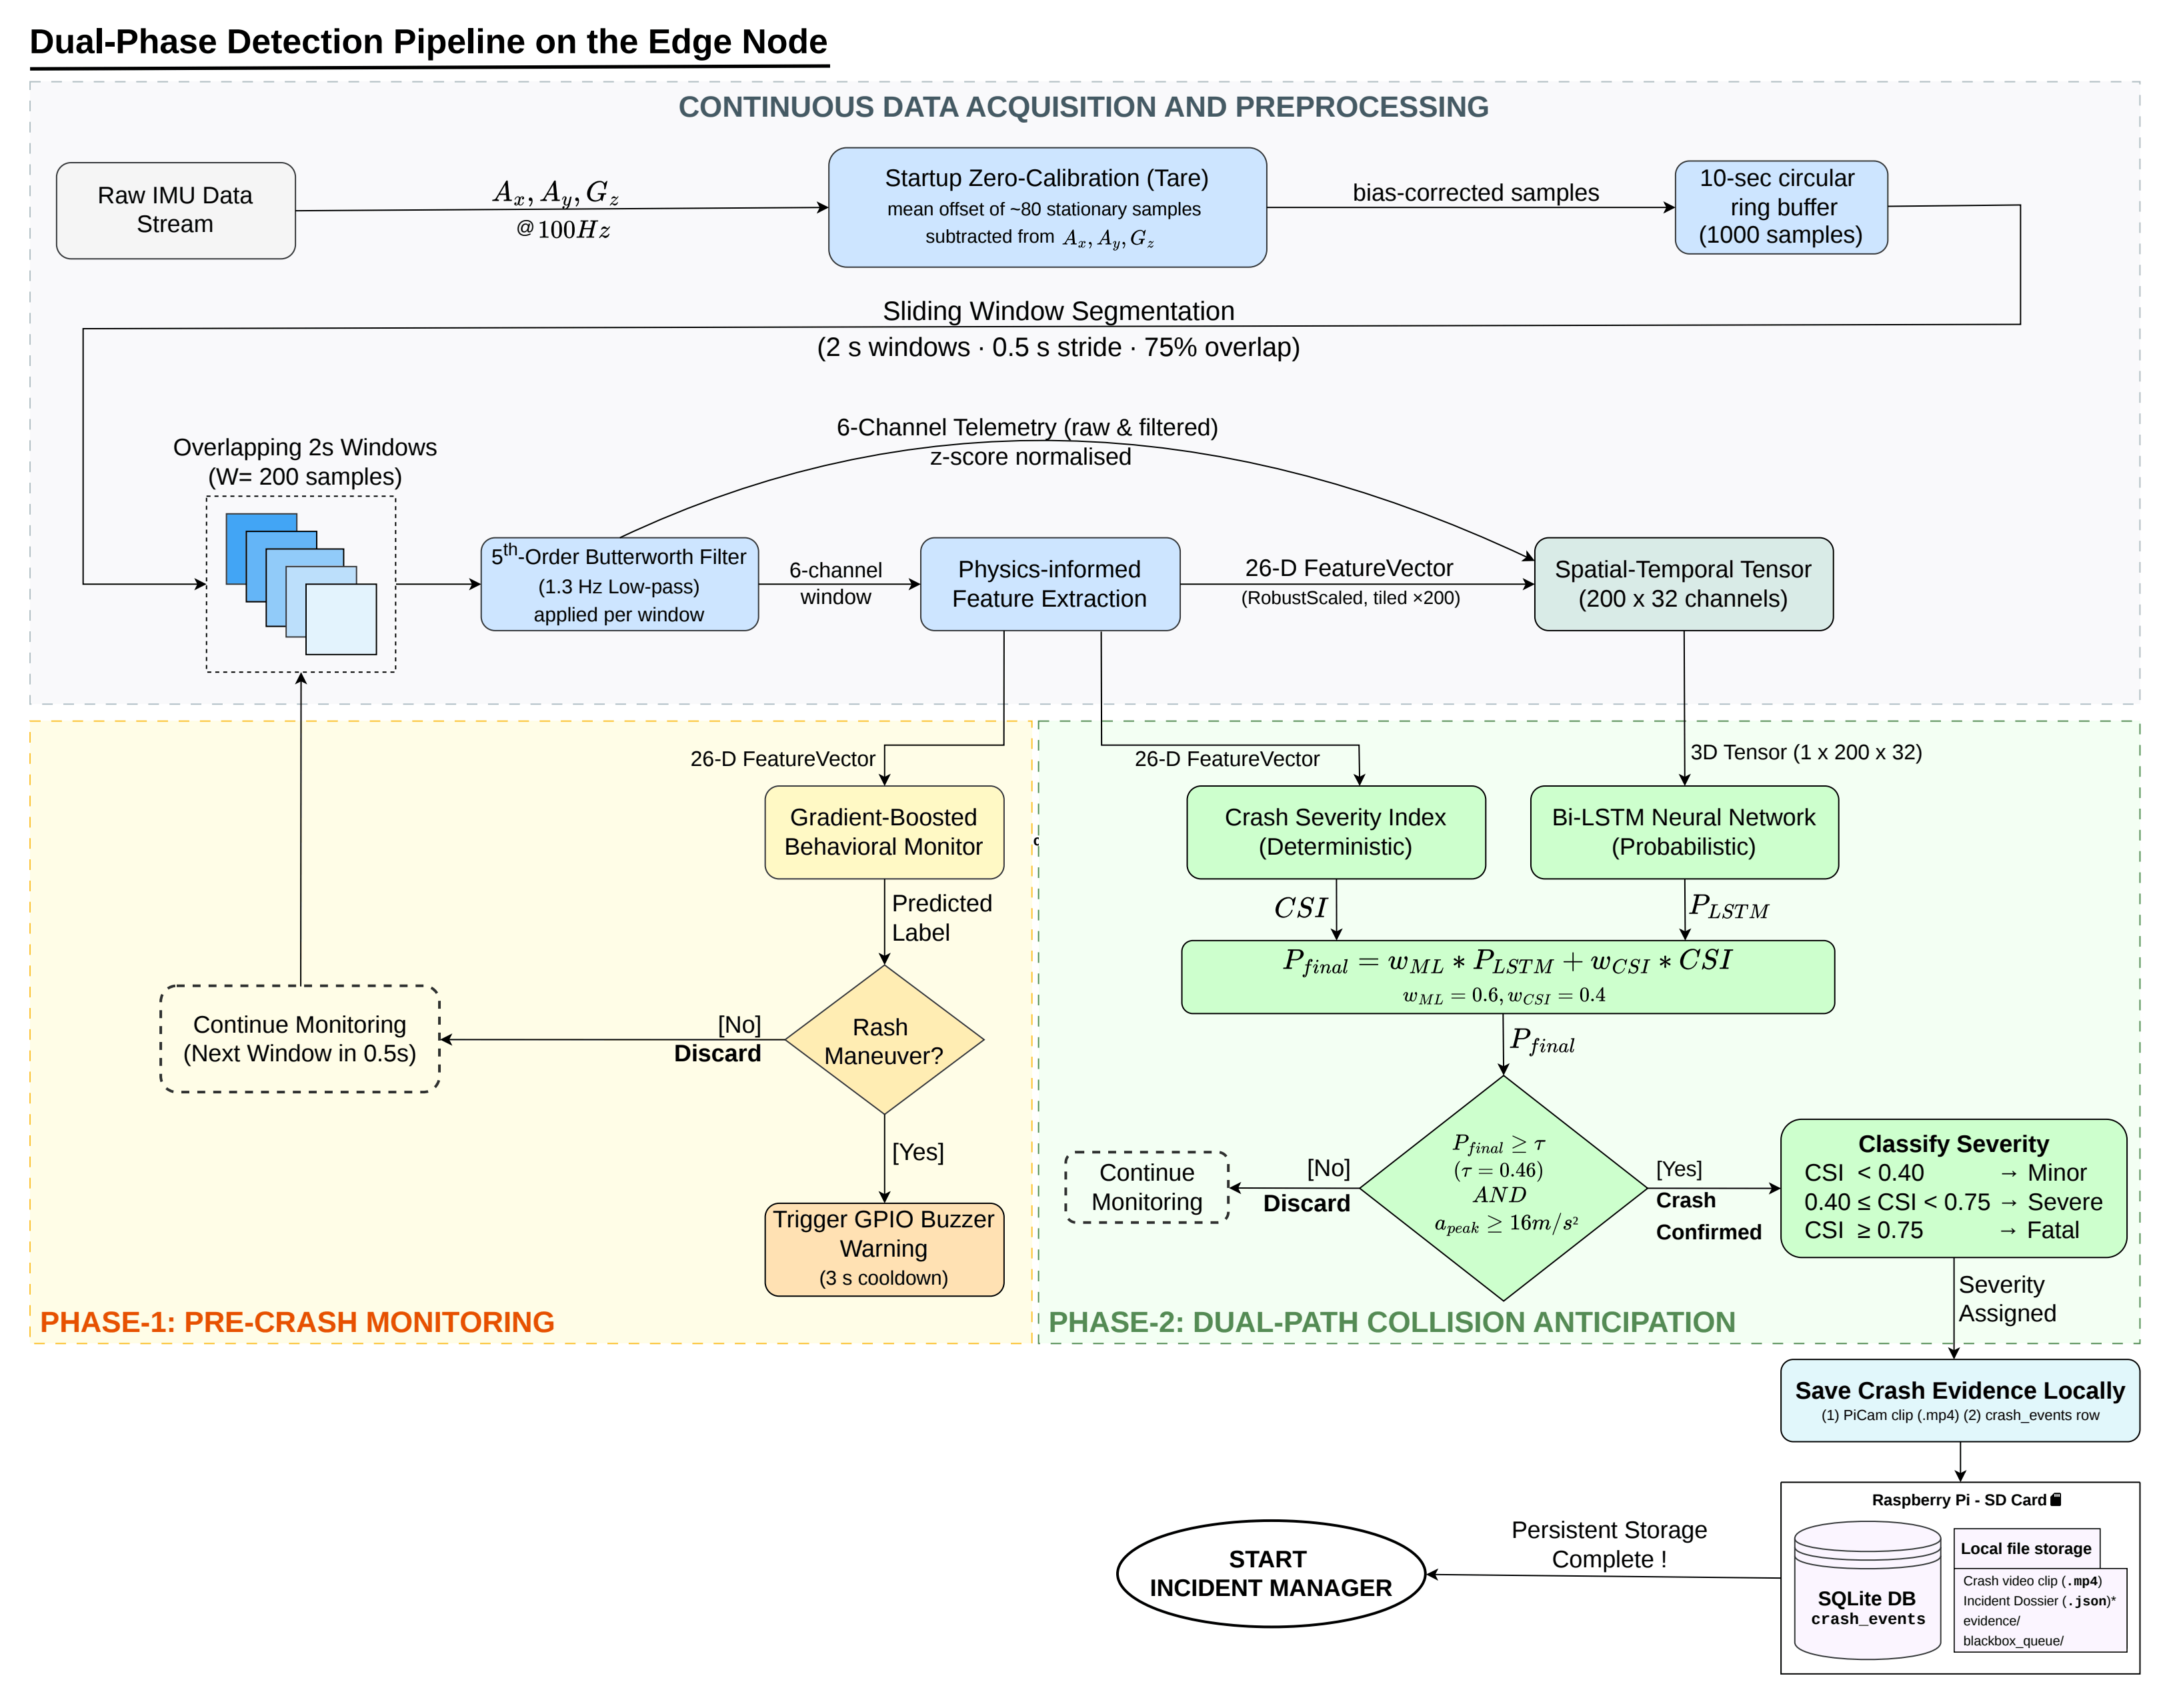 Dual-Phase Detection Pipeline on the Edge Node
CONTINUOUS DATA ACQUISITION AND PREPROCESSING
Raw IMU Data
Stream
A_x, A_y, G_z
@100Hz
Startup Zero-Calibration (Tare)
mean offset of ~80 stationary samples
subtracted from A_x, A_y, G_z
bias-corrected samples
10-sec circular
ring buffer
(1000 samples)
Sliding Window Segmentation
(2 s windows · 0.5 s stride · 75% overlap)
6-Channel Telemetry (raw & filtered)
z-score normalised
Overlapping 2s Windows
(W= 200 samples)
5th-Order Butterworth Filter
(1.3 Hz Low-pass)
applied per window
6-channel
window
Physics-informed
Feature Extraction
26-D FeatureVector
(RobustScaled, tiled ×200)
Spatial-Temporal Tensor
(200 x 32 channels)
26-D FeatureVector
26-D FeatureVector
3D Tensor (1 x 200 x 32)
Gradient-Boosted
Behavioral Monitor
Crash Severity Index
(Deterministic)
Bi-LSTM Neural Network
(Probabilistic)
Predicted
Label
CSI
P_LSTM
P_final = w_ML * P_LSTM + w_CSI * CSI
w_ML = 0.6, w_CSI = 0.4
P_final
Continue Monitoring
(Next Window in 0.5s)
[No]
Discard
Rash
Maneuver?
[Yes]
Trigger GPIO Buzzer
Warning
(3 s cooldown)
PHASE-1: PRE-CRASH MONITORING
Continue
Monitoring
[No]
Discard
P_final ≥ τ
(τ = 0.46)
AND
a_peak ≥ 16m/s²
[Yes]
Crash
Confirmed
Classify Severity
CSI < 0.40 → Minor
0.40 ≤ CSI < 0.75 → Severe
CSI ≥ 0.75 → Fatal
Severity
Assigned
PHASE-2: DUAL-PATH COLLISION ANTICIPATION
Save Crash Evidence Locally
(1) PiCam clip (.mp4) (2) crash_events row
Raspberry Pi - SD Card
SQLite DB
crash_events
Local file storage
Crash video clip (.mp4)
Incident Dossier (.json)*
evidence/
blackbox_queue/
Persistent Storage
Complete !
START
INCIDENT MANAGER